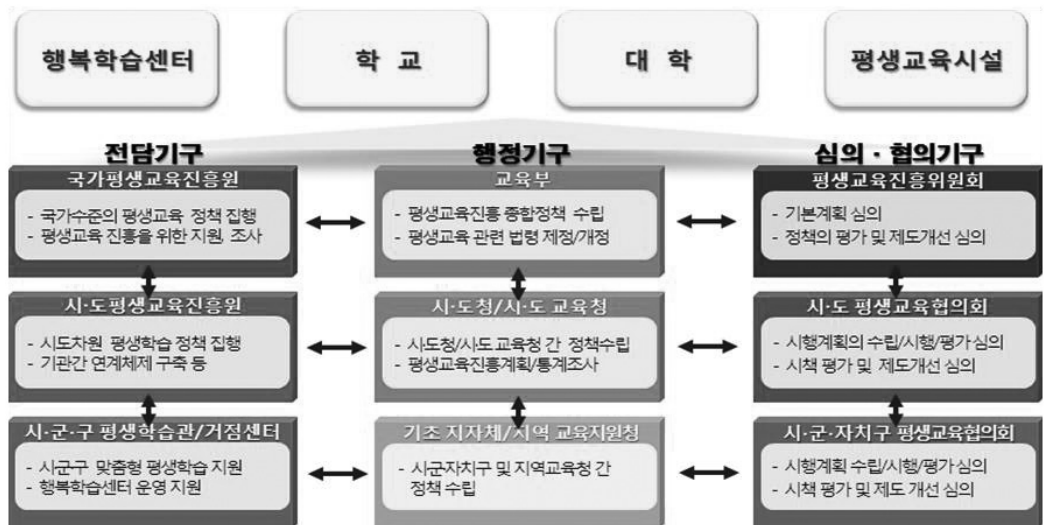 행복학습센터
학 교
대 학
평생교육시설
전담기구
행정기구
심의 · 협의기구
국가평생교육진흥원
- 국가수준의 평생교육 정책 집행
- 평생교육 진흥을 위한 지원, 조사
교육부
- 평생교육진흥 종합정책 수립
- 평생교육 관련 법령 제정/개정
평생교육진흥위원회
- 기본계획 심의
- 정책의 평가 및 제도개선 심의
시·도평생교육진흥원
- 시도차원 평생학습 정책 집행
- 기관간 연계체제 구축 등
시·도청/시·도 교육청
- 시도청/시도 교육청 간 정책수립
- 평생교육진흥계획/통계조사
시·도 평생교육협의회
- 시행계획의 수립/시행/평가 심의
- 시책 평가 및 제도개선 심의
시·군·구 평생학습관/거점센터
- 시군구 맞춤형 평생학습 지원
- 행복학습센터 운영 지원
기초 지자체/지역 교육지원청
- 시군자치구 및 지역교육청 간
정책 수립
시·군·자치구 평생교육협의회
- 시행계획 수립/시행/평가 심의
- 시책 평가 및 제도 개선 심의